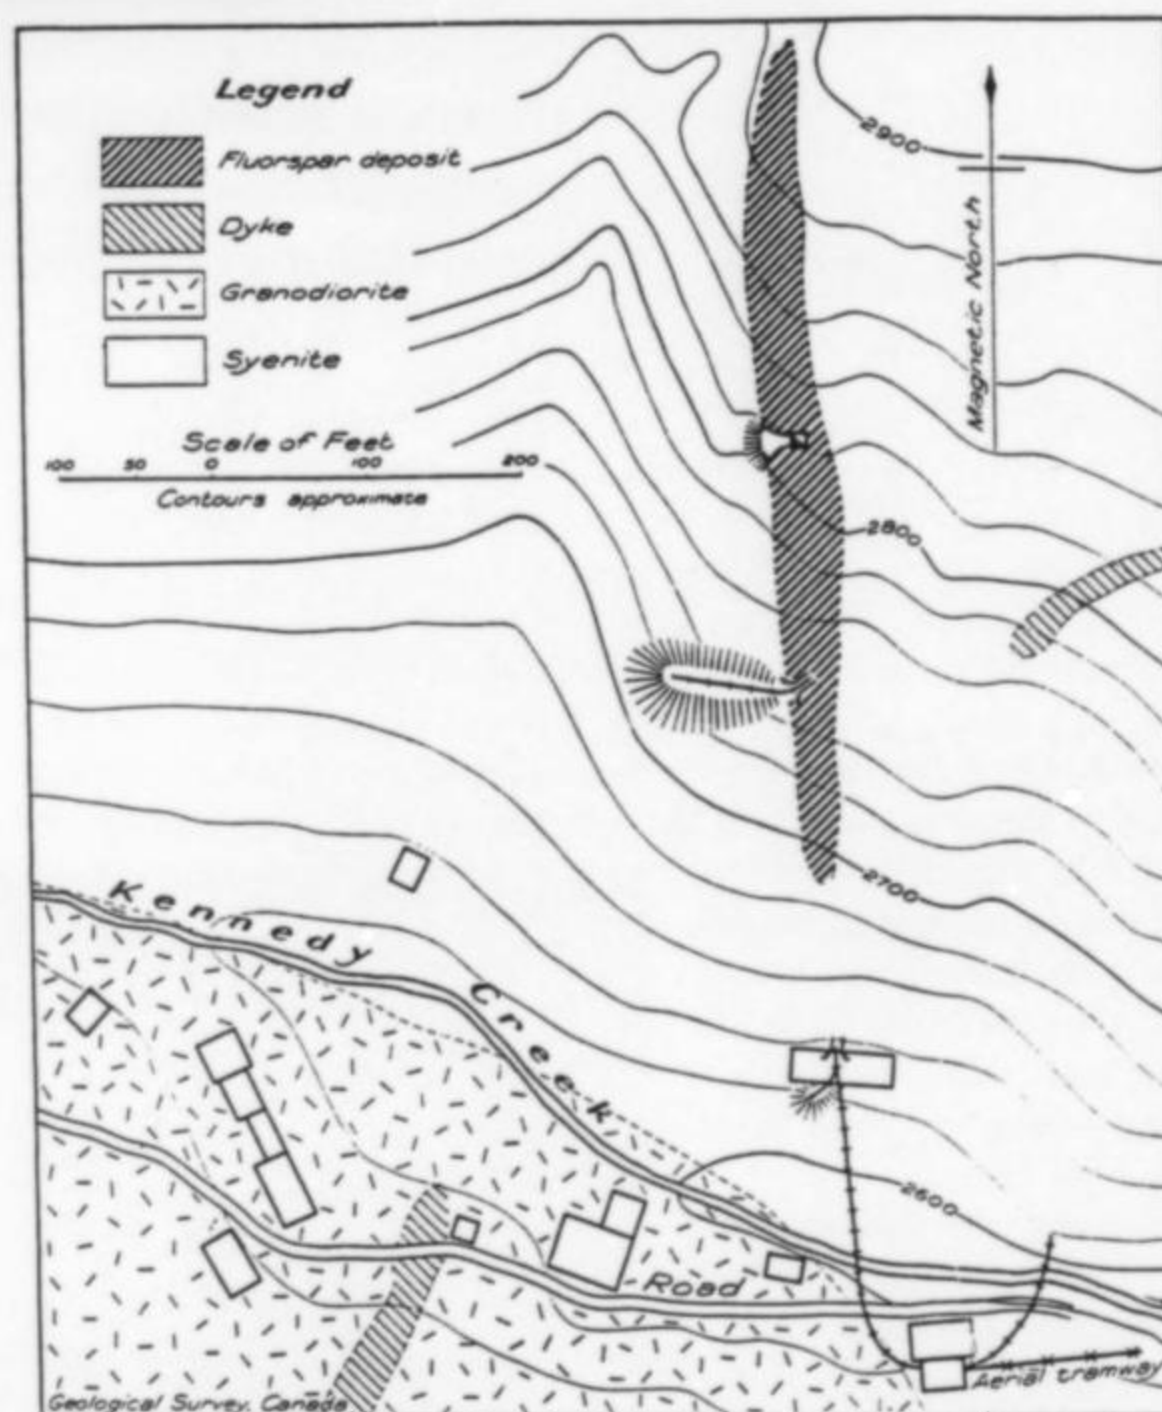 Legend
Fluorspar deposit
Dyke
Granodiorite
Syenite
Scale of Feet
100 50 0 100 200
Contours approximate
2900
Magnetic North
2800
2700
Kennedy Creek
2600
Road
Aerial tramway
Geological Survey, Canada